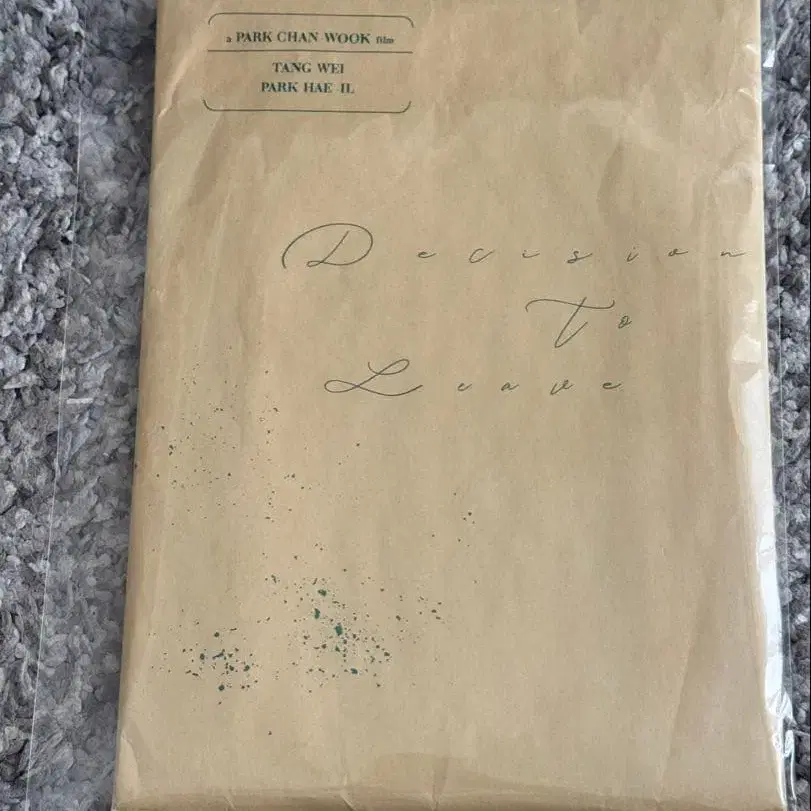 a PARK CHAN WOOK film
TANG WEI
PARK HAE IL
Decision
To
Leave